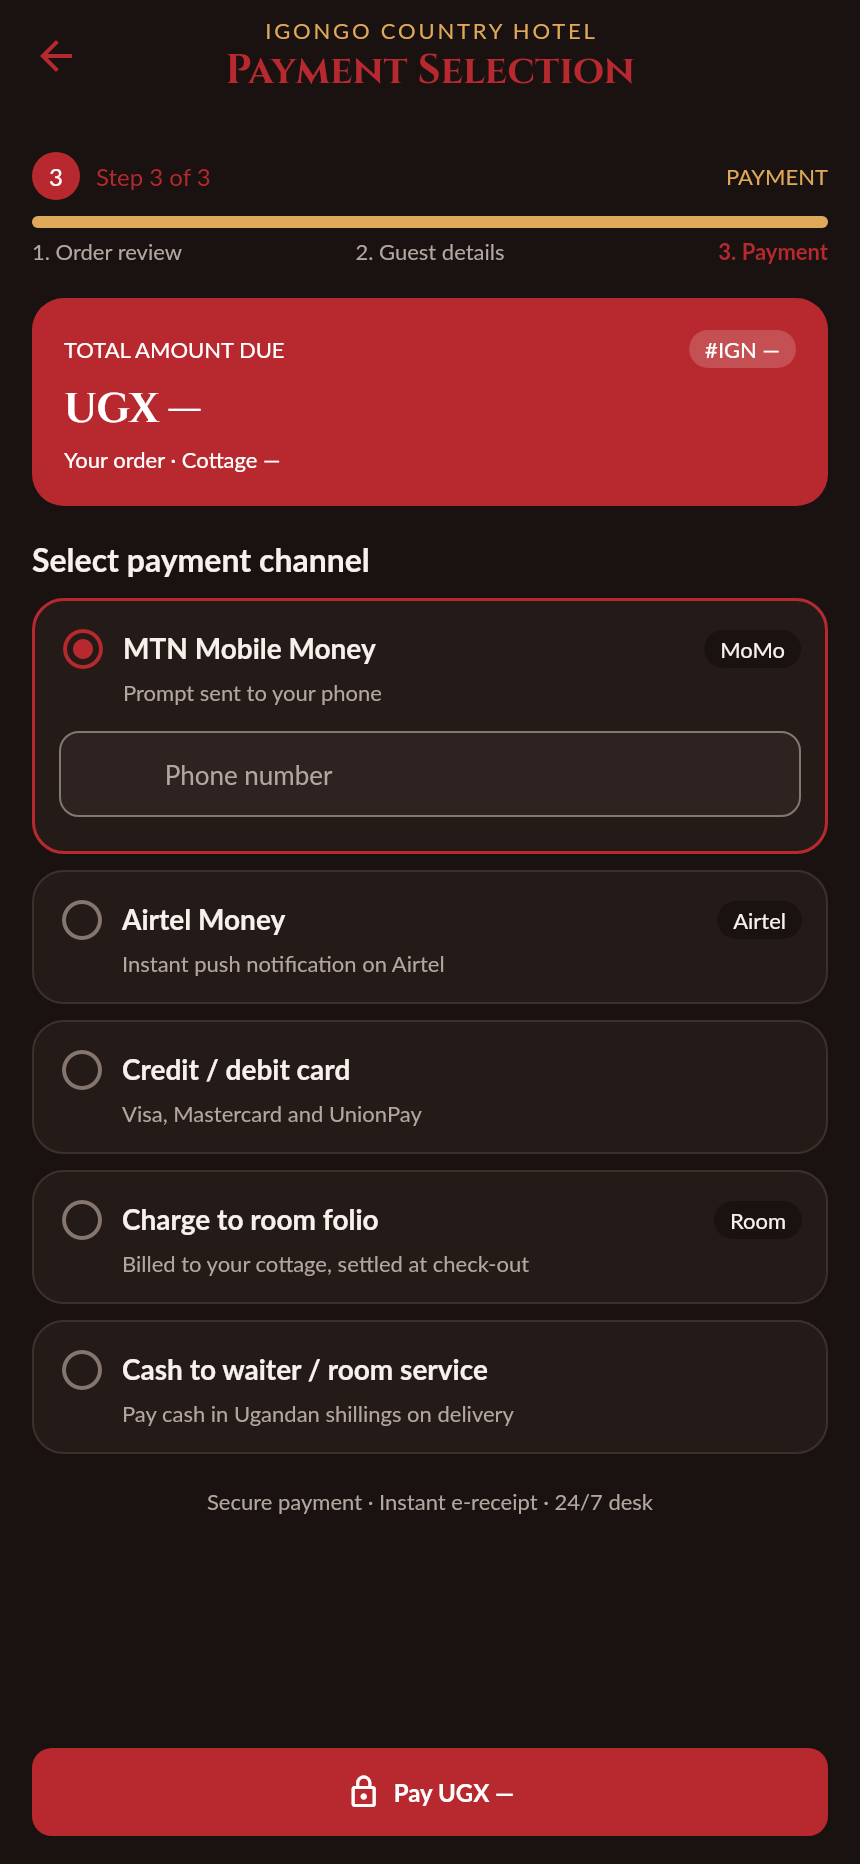 IGONGO COUNTRY HOTEL
Payment Selection
3 Step 3 of 3 PAYMENT
1. Order review 2. Guest details 3. Payment
TOTAL AMOUNT DUE #IGN —
UGX —
Your order · Cottage —
Select payment channel
MTN Mobile Money MoMo
Prompt sent to your phone
Phone number
Airtel Money Airtel
Instant push notification on Airtel
Credit / debit card
Visa, Mastercard and UnionPay
Charge to room folio Room
Billed to your cottage, settled at check-out
Cash to waiter / room service
Pay cash in Ugandan shillings on delivery
Secure payment · Instant e-receipt · 24/7 desk
Pay UGX —